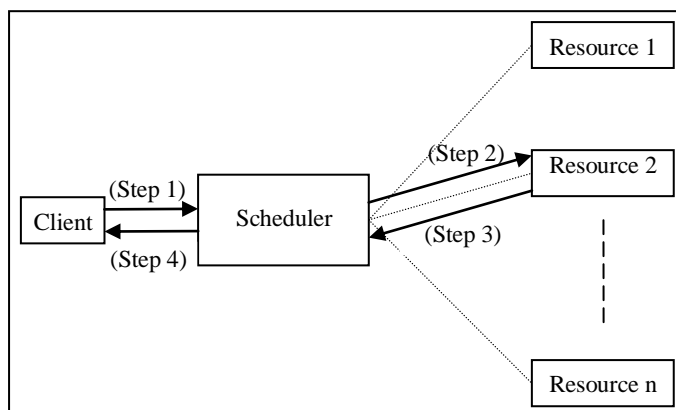 Resource 1
(Step 2)
Resource 2
(Step 1)
Client
Scheduler
(Step 3)
(Step 4)
Resource n